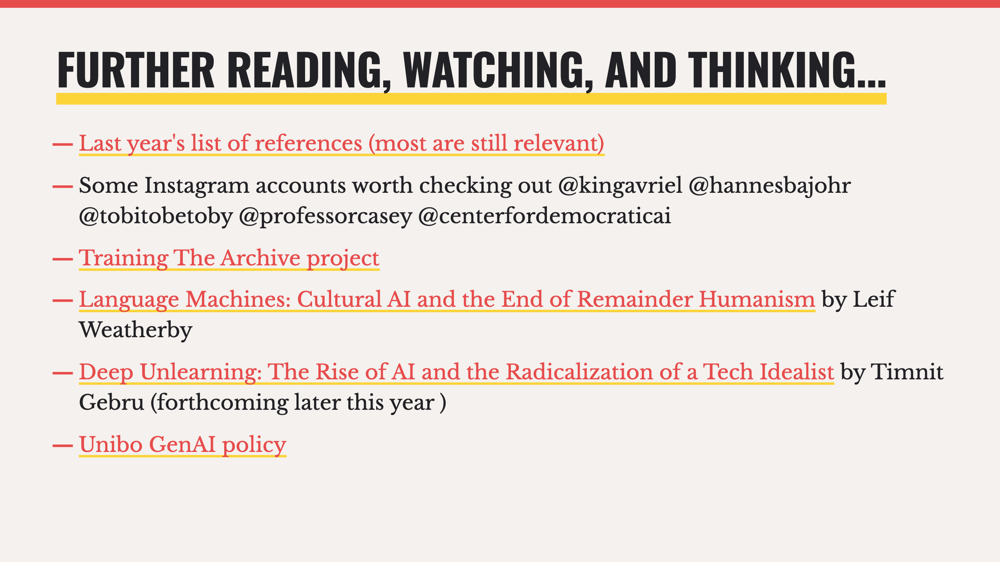 FURTHER READING, WATCHING, AND THINKING...
— Last year's list of references (most are still relevant)
— Some Instagram accounts worth checking out @kingavriel @hannesbajohr
@tobitobetoby @professorcasey @centerfordemocraticai
— Training The Archive project
— Language Machines: Cultural AI and the End of Remainder Humanism by Leif
Weatherby
— Deep Unlearning: The Rise of AI and the Radicalization of a Tech Idealist by Timnit
Gebru (forthcoming later this year )
— Unibo GenAI policy